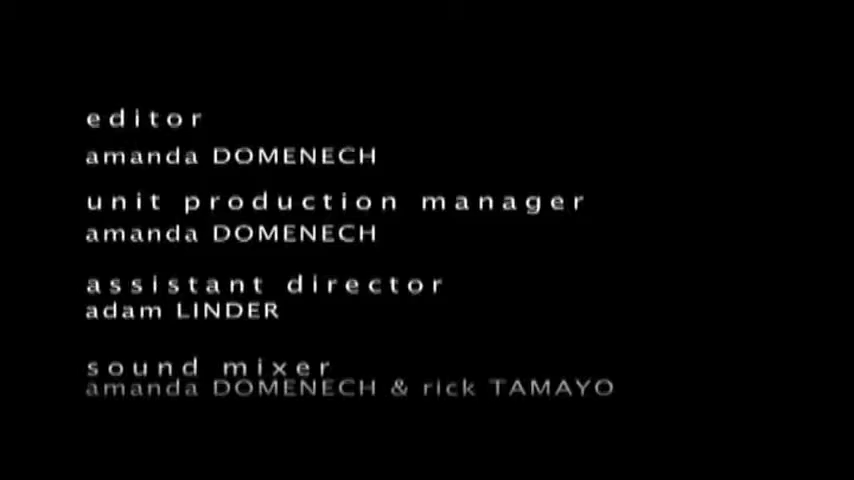 editor
amanda DOMENECH
unit production manager
amanda DOMENECH
assistant director
adam LINDER
sound mixer
amanda DOMENECH & rick TAMAYO